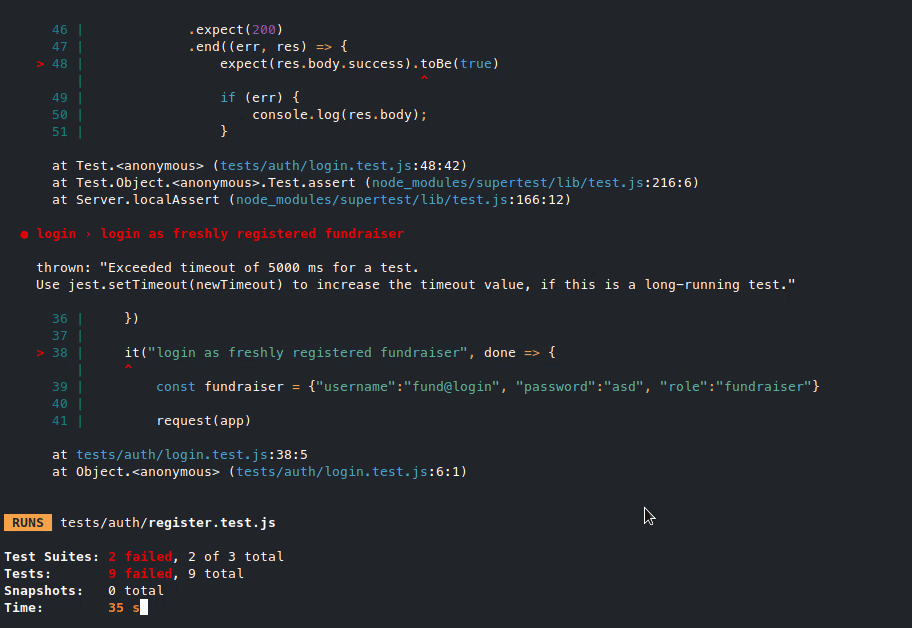 46 |             .expect(200)
47 |             .end((err, res) => {
> 48 |                 expect(res.body.success).toBe(true)
|                                          ^
49 |                 if (err) {
50 |                     console.log(res.body);
51 |                 }
at Test.<anonymous> (tests/auth/login.test.js:48:42)
at Test.Object.<anonymous>.Test.assert (node_modules/supertest/lib/test.js:216:6)
at Server.localAssert (node_modules/supertest/lib/test.js:166:12)
● login › login as freshly registered fundraiser
thrown: "Exceeded timeout of 5000 ms for a test.
Use jest.setTimeout(newTimeout) to increase the timeout value, if this is a long-running test."
36 |     })
37 |
> 38 |     it("login as freshly registered fundraiser", done => {
|     ^
39 |         const fundraiser = {"username":"fund@login", "password":"asd", "role":"fundraiser"}
40 |
41 |         request(app)
at tests/auth/login.test.js:38:5
at Object.<anonymous> (tests/auth/login.test.js:6:1)
RUNS tests/auth/register.test.js
Test Suites: 2 failed, 2 of 3 total
Tests:       9 failed, 9 total
Snapshots:   0 total
Time:        35 s